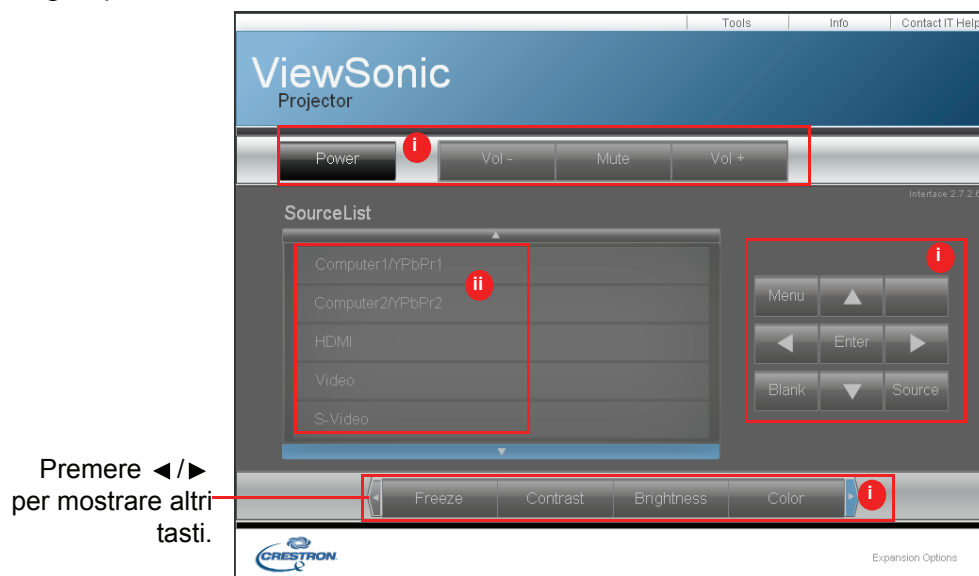 Tools Info Contact IT Help
ViewSonic
Projector
Power i Vol - Mute Vol +
Interface 2.7.2.6
SourceList
Computer1/YPbPr1
ii
Computer2/YPbPr2
HDMI
Video
S-Video
i
Menu
Enter
Blank Source
Premere ◄/►
per mostrare altri
tasti.
Freeze Contrast Brightness Color i
CRESTRON
Expansion Options